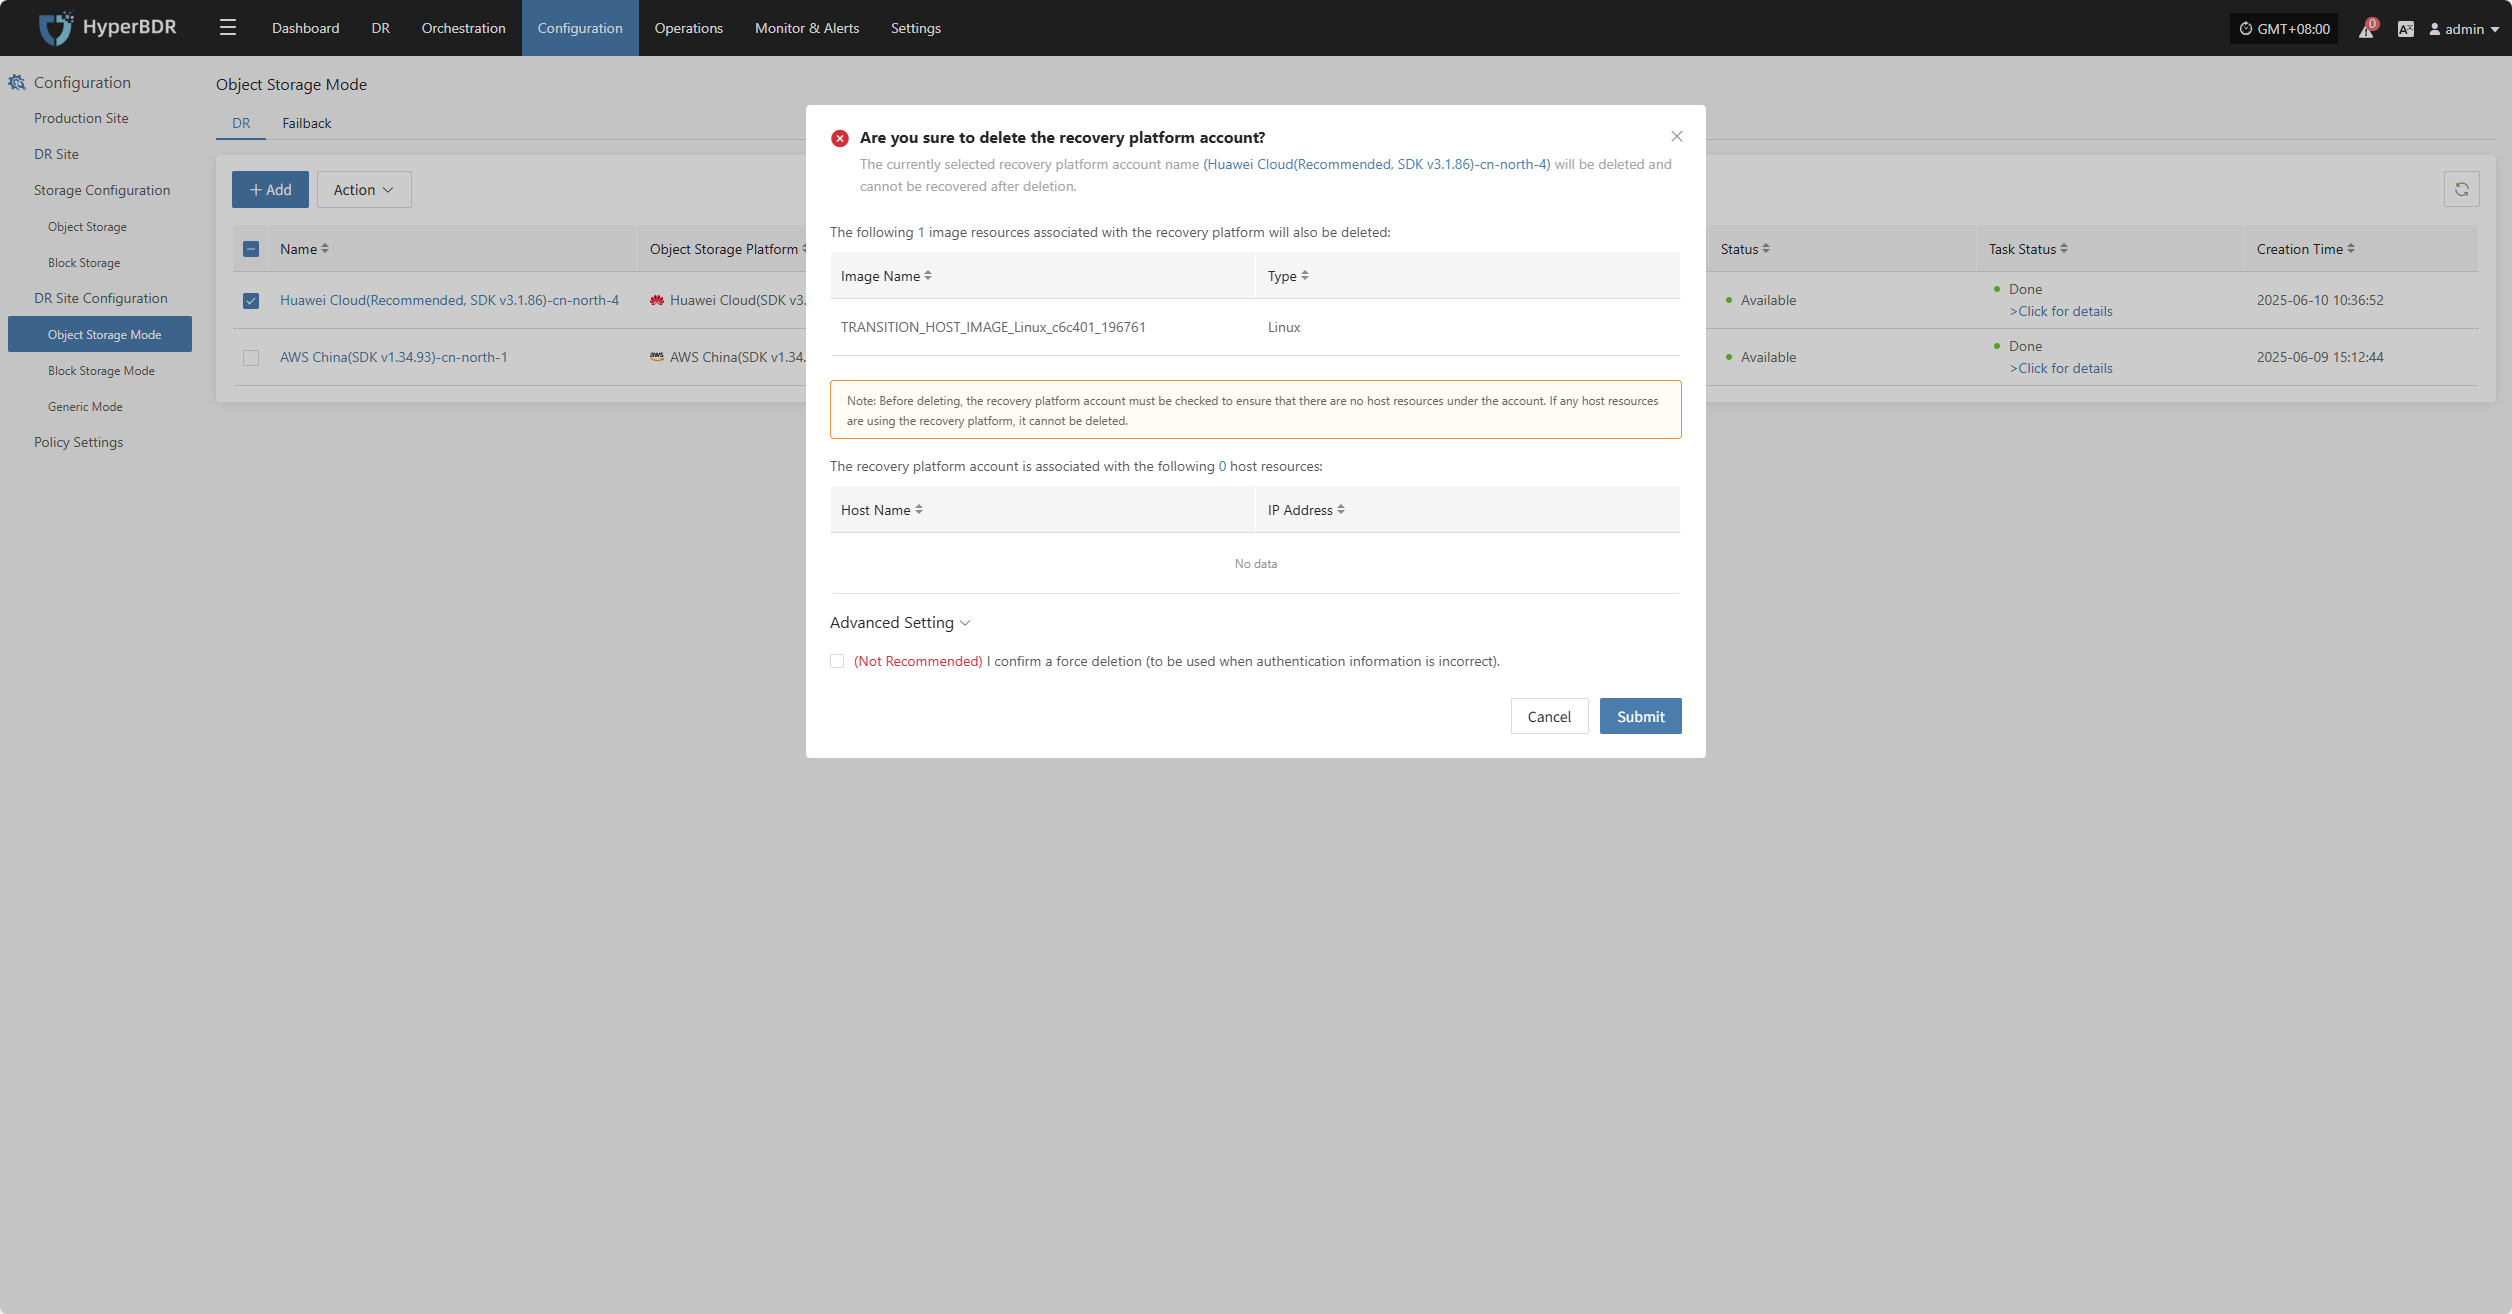 HyperBDR
Dashboard
DR
Orchestration
Configuration
Operations
Monitor & Alerts
Settings
GMT+08:00
0
admin
Configuration
Production Site
DR Site
Storage Configuration
Object Storage
Block Storage
DR Site Configuration
Object Storage Mode
Block Storage Mode
Generic Mode
Policy Settings
Object Storage Mode
DR
Failback
+ Add
Action
Name
Object Storage Platform
Status
Task Status
Creation Time
Huawei Cloud(Recommended, SDK v3.1.86)-cn-north-4
Huawei Cloud(SDK v3.
Available
Done
>Click for details
2025-06-10 10:36:52
AWS China(SDK v1.34.93)-cn-north-1
aws AWS China(SDK v1.34.
Available
Done
>Click for details
2025-06-09 15:12:44
Are you sure to delete the recovery platform account?
The currently selected recovery platform account name (Huawei Cloud(Recommended, SDK v3.1.86)-cn-north-4) will be deleted and
cannot be recovered after deletion.
The following 1 image resources associated with the recovery platform will also be deleted:
Image Name
Type
TRANSITION_HOST_IMAGE_Linux_c6c401_196761
Linux
Note: Before deleting, the recovery platform account must be checked to ensure that there are no host resources under the account. If any host resources
are using the recovery platform, it cannot be deleted.
The recovery platform account is associated with the following 0 host resources:
Host Name
IP Address
No data
Advanced Setting
(Not Recommended) I confirm a force deletion (to be used when authentication information is incorrect).
Cancel
Submit